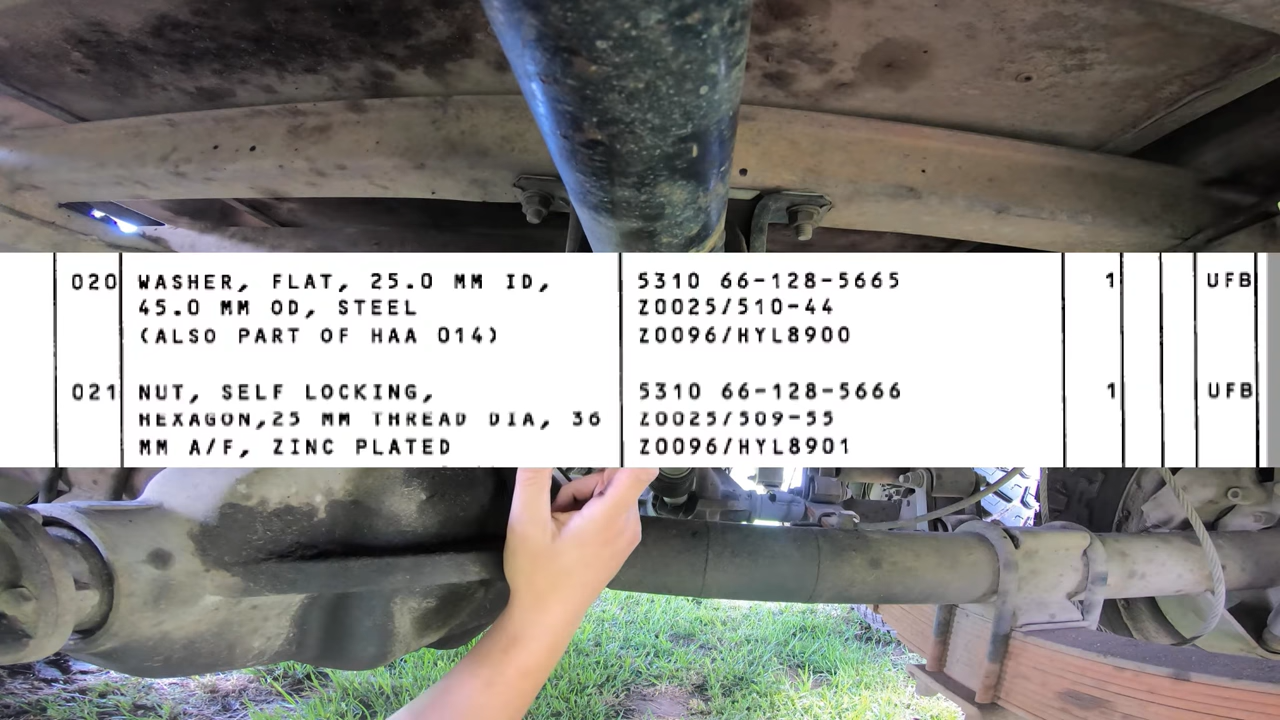 020 WASHER, FLAT, 25.0 MM ID, 5310 66-128-5665 1 UFB
45.0 MM OD, STEEL Z0025/510-44
(ALSO PART OF HAA 014) Z0096/HYL8900
021 NUT, SELF LOCKING, 5310 66-128-5666 1 UFB
HEXAGON,25 MM THREAD DIA, 36 Z0025/509-55
MM A/F, ZINC PLATED Z0096/HYL8901